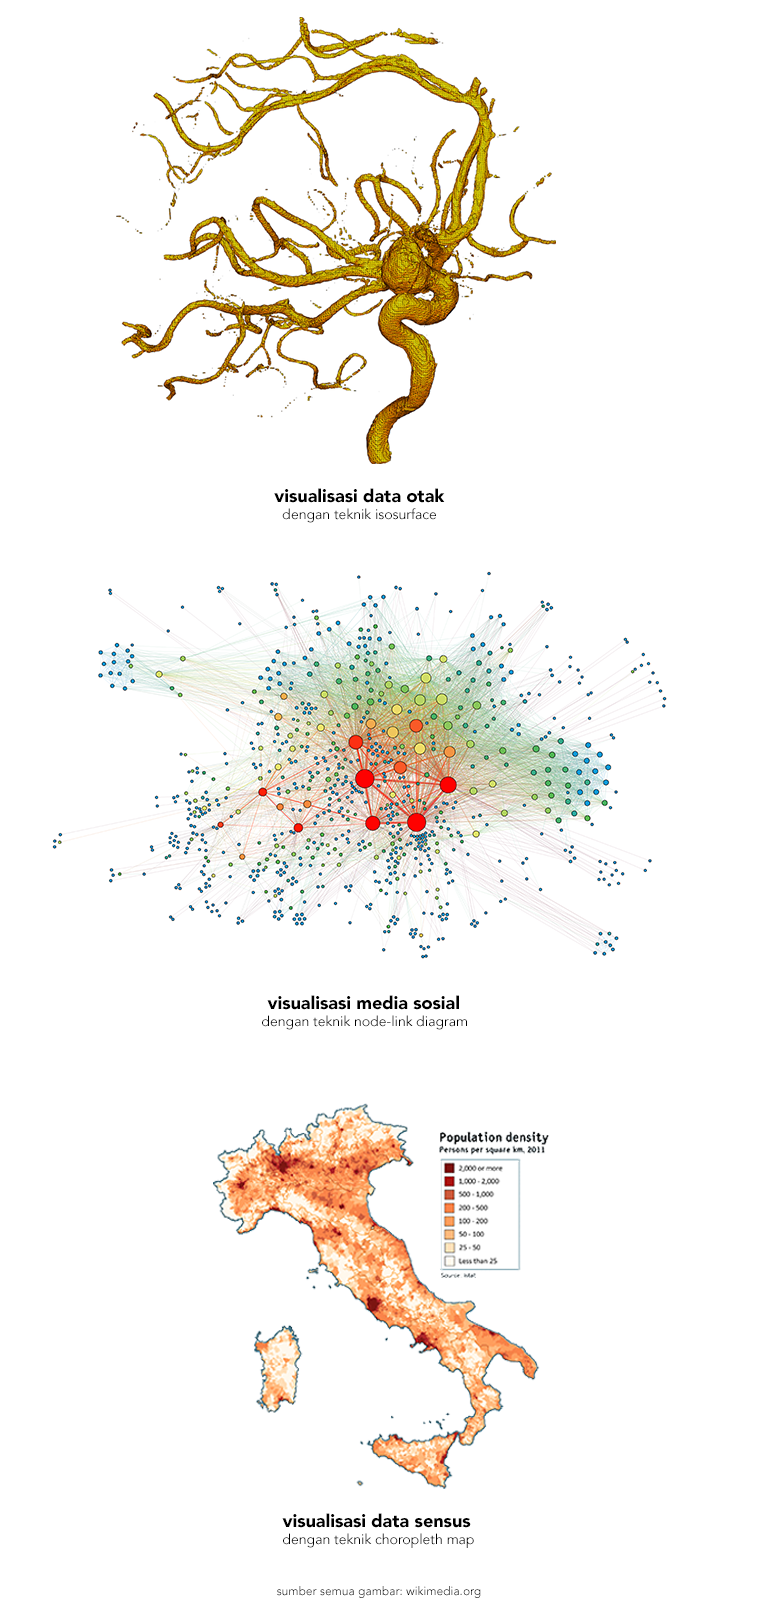 visualisasi data otak
dengan teknik isosurface
visualisasi media sosial
dengan teknik node-link diagram
Population density
Persons per square km, 2011
2,000 or more
1,000 - 2,000
500 - 1,000
200 - 500
100 - 200
50 - 100
25 - 50
Less than 25
Source: Istat
visualisasi data sensus
dengan teknik choropleth map
sumber semua gambar: wikimedia.org